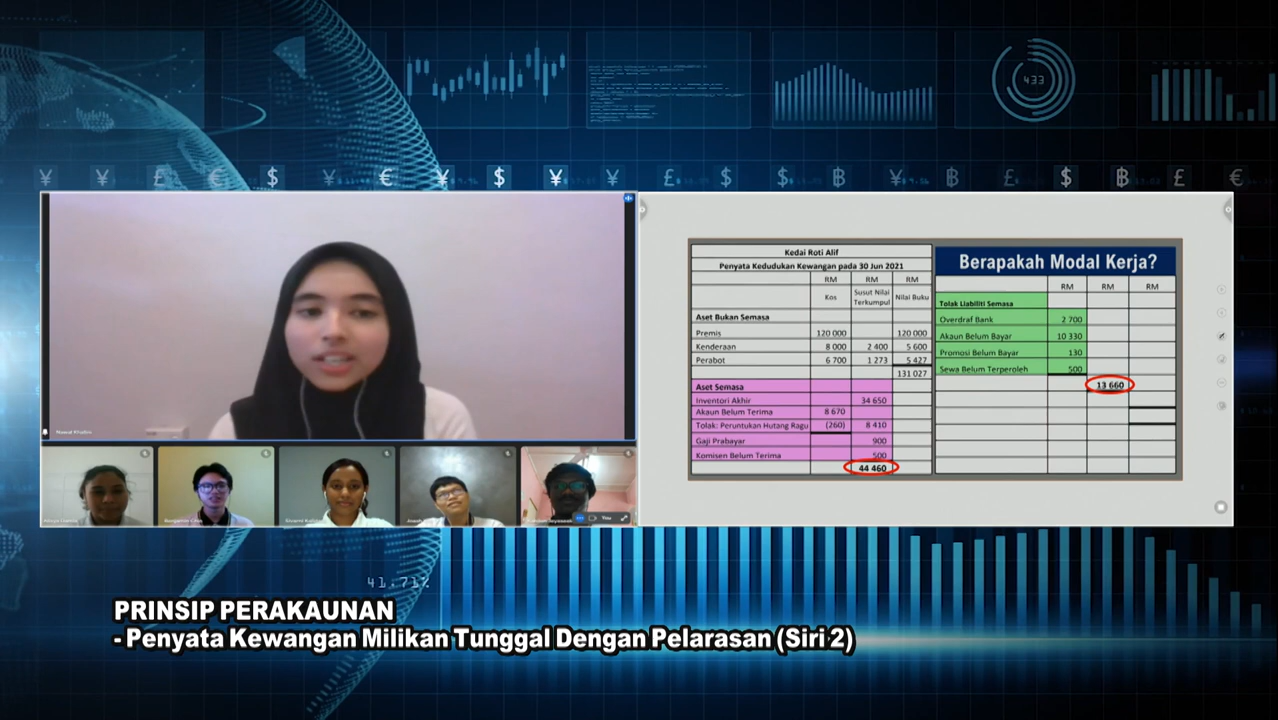 433
¥ ¥ £ € $ ¥ € ¥ $ ¥ ¥ £ $ $ ฿ ¥ ฿ £ $ ฿ £ €
Kedai Roti Alif
Penyata Kedudukan Kewangan pada 30 Jun 2021
RM RM RM
Kos Susut Nilai Terkumpul Nilai Buku
Aset Bukan Semasa
Premis 120 000 120 000
Kenderaan 8 000 2 400 5 600
Perabot 6 700 1 273 5 427
131 027
Aset Semasa
Inventori Akhir 34 650
Akaun Belum Terima 8 670
Tolak: Peruntukan Hutang Ragu (260) 8 410
Gaji Prabayar 900
Komisen Belum Terima 500
44 460
Berapakah Modal Kerja?
RM RM RM
Tolak Liabiliti Semasa
Overdraf Bank 2 700
Akaun Belum Bayar 10 330
Promosi Belum Bayar 130
Sewa Belum Terperoleh 500
13 660
You
41.71%
PRINSIP PERAKAUNAN
- Penyata Kewangan Milikan Tunggal Dengan Pelarasan (Siri 2)